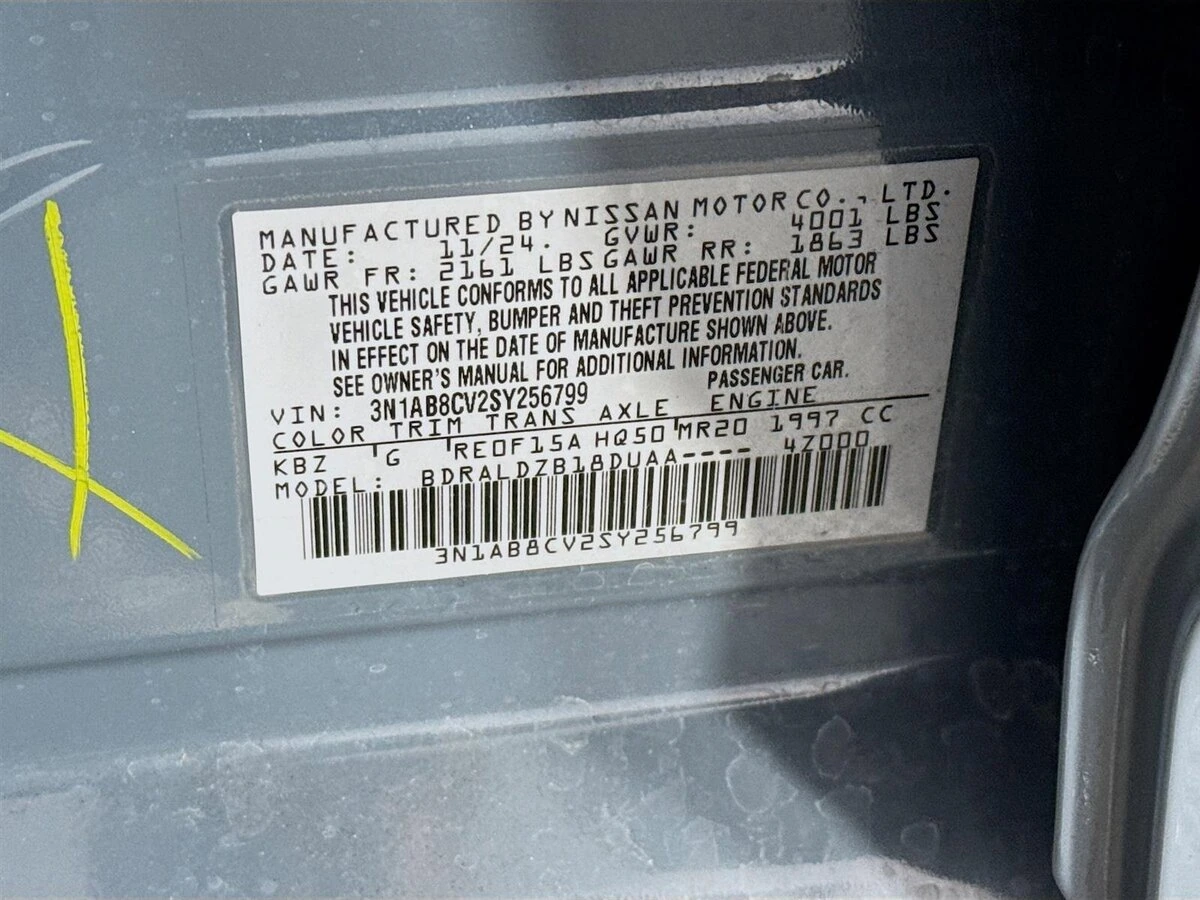 MANUFACTURED BY NISSAN MOTOR CO., LTD.
DATE: 11/24. GVWR: 4001 LBS
GAWR FR: 2161 LBS GAWR RR: 1863 LBS
THIS VEHICLE CONFORMS TO ALL APPLICABLE FEDERAL MOTOR
VEHICLE SAFETY, BUMPER AND THEFT PREVENTION STANDARDS
IN EFFECT ON THE DATE OF MANUFACTURE SHOWN ABOVE.
SEE OWNER'S MANUAL FOR ADDITIONAL INFORMATION.
VIN: 3N1AB8CV2SY256799 PASSENGER CAR.
COLOR TRIM TRANS AXLE ENGINE
KBZ G RE0F15A HQ50 MR20 1997 CC
MODEL: BDRALDZB18DUAA---- 4Z000
3N1AB8CV2SY256799